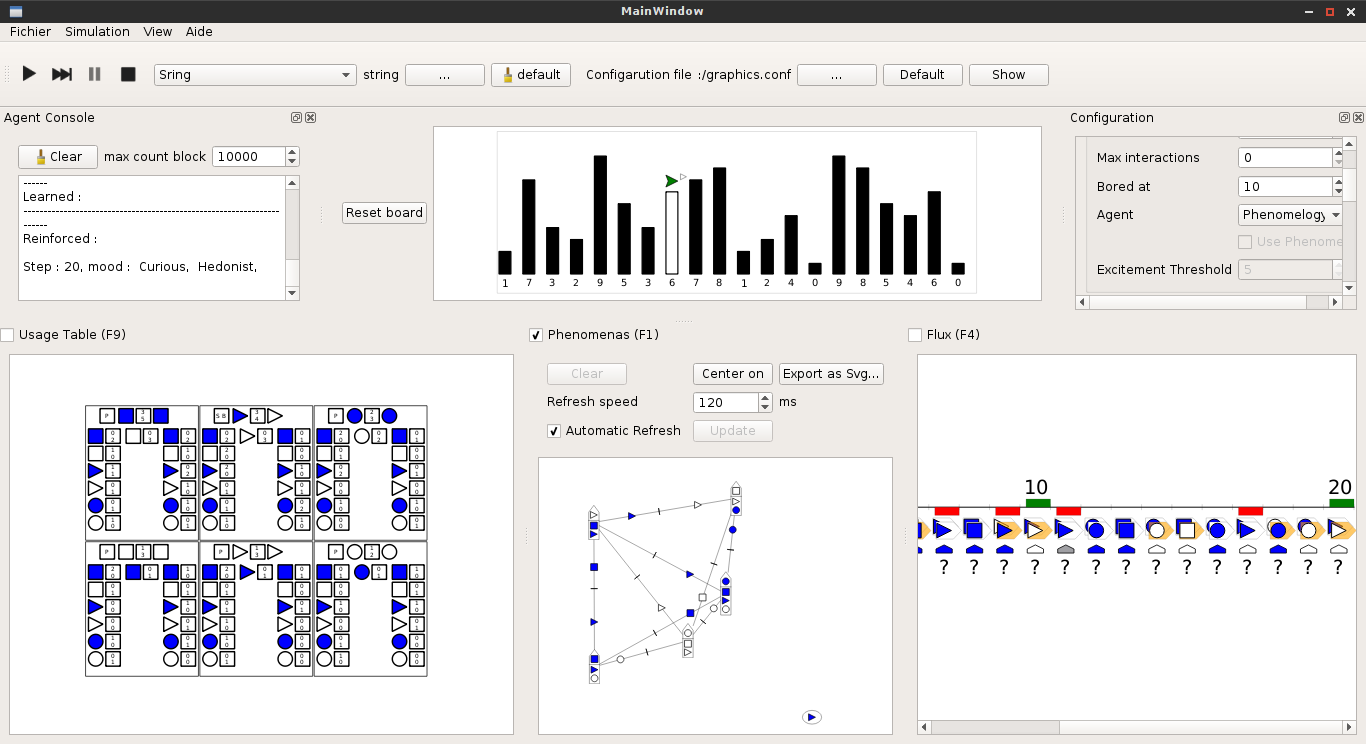 MainWindow
Fichier Simulation View Aide
Sring string ... default Configarution file :/graphics.conf ... Default Show
Agent Console
Clear max count block 10000
------
Learned :
------------------------------------------------------------
------
Reinforced :
Step : 20, mood : Curious, Hedonist,
Reset board
1 7 3 2 9 5 3 6 7 8 1 2 4 0 9 8 5 4 6 0
Configuration
Max interactions 0
Bored at 10
Agent Phenomelogy
Use Phenome
Excitement Threshold 5
Usage Table (F9)
Phenomenas (F1)
Clear Center on Export as Svg...
Refresh speed 120 ms
Automatic Refresh Update
Flux (F4)
10 20
? ? ? ? ? ? ? ? ? ? ? ? ? ?